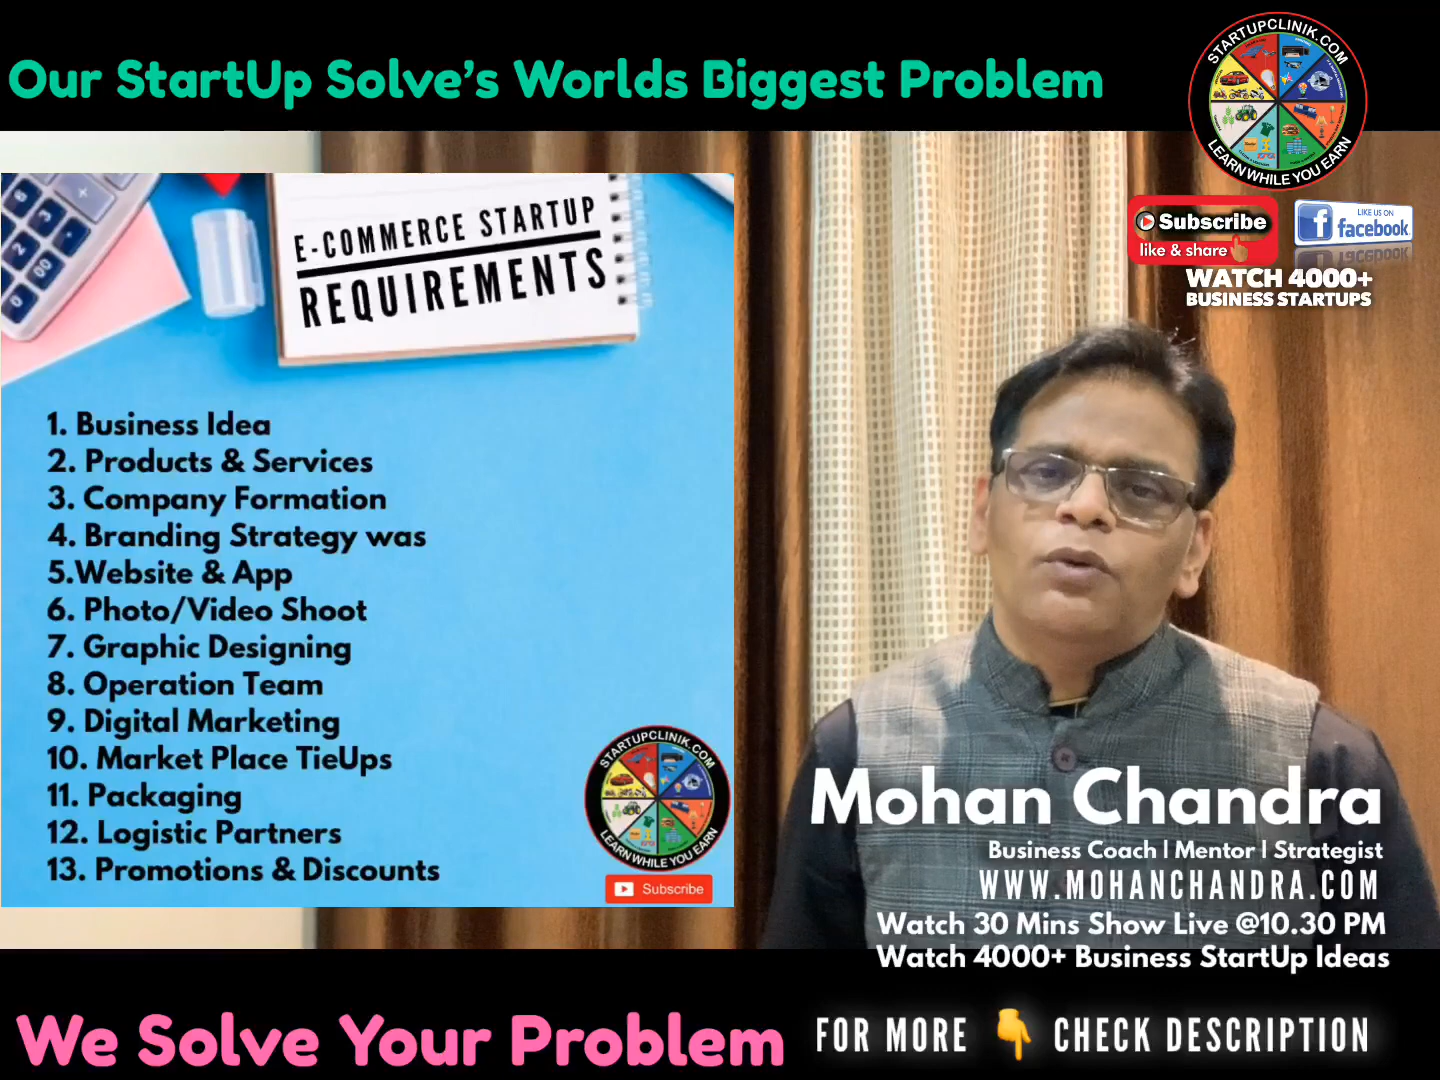 Our StartUp Solve's Worlds Biggest Problem
STARTUPCLINIK.COM
LEARN WHILE YOU EARN
Subscribe
like & share
LIKE US ON
facebook
WATCH 4000+
BUSINESS STARTUPS
E-COMMERCE STARTUP
REQUIREMENTS
1. Business Idea
2. Products & Services
3. Company Formation
4. Branding Strategy was
5.Website & App
6. Photo/Video Shoot
7. Graphic Designing
8. Operation Team
9. Digital Marketing
10. Market Place TieUps
11. Packaging
12. Logistic Partners
13. Promotions & Discounts
STARTUPCLINIK.COM
LEARN WHILE YOU EARN
Subscribe
Mohan Chandra
Business Coach | Mentor | Strategist
WWW.MOHANCHANDRA.COM
Watch 30 Mins Show Live @10.30 PM
Watch 4000+ Business StartUp Ideas
We Solve Your Problem
FOR MORE 👇 CHECK DESCRIPTION